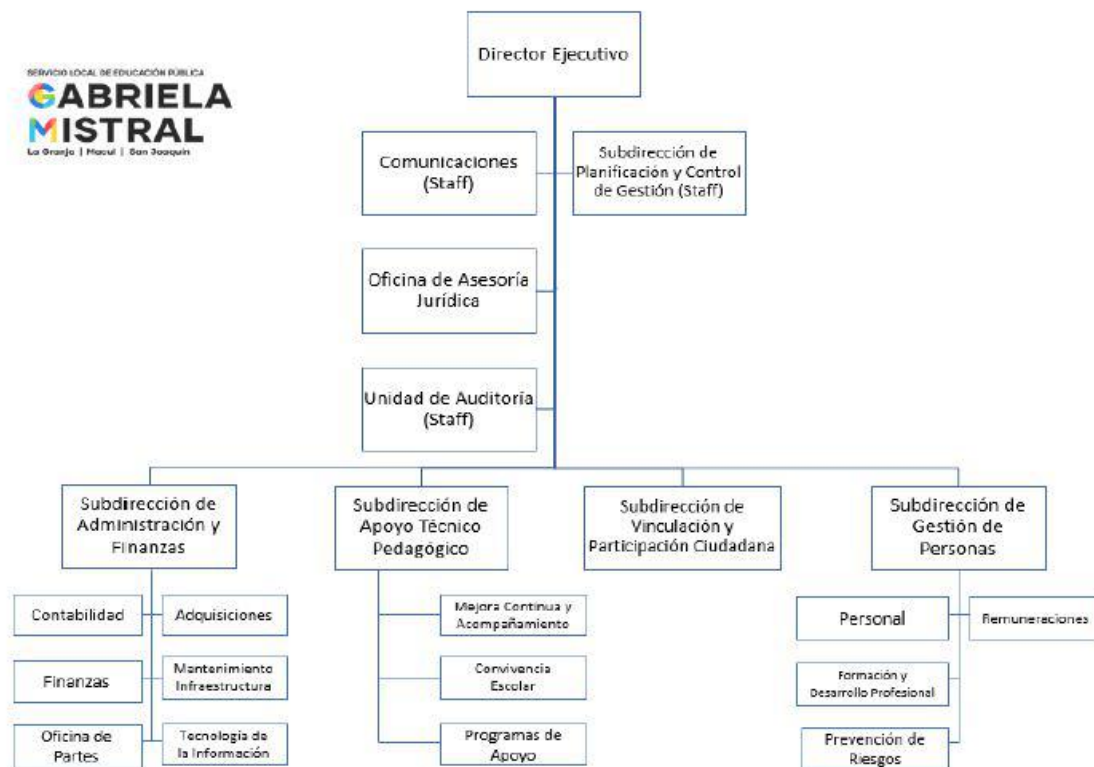 SERVICIO LOCAL DE EDUCACIÓN PÚBLICA
GABRIELA
MISTRAL
La Granja | Macul | San Joaquín
Director Ejecutivo
Comunicaciones
(Staff)
Subdirección de
Planificación y Control
de Gestión (Staff)
Oficina de Asesoría
Jurídica
Unidad de Auditoría
(Staff)
Subdirección de
Administración y
Finanzas
Subdirección de
Apoyo Técnico
Pedagógico
Subdirección de
Vinculación y
Participación Ciudadana
Subdirección de
Gestión de
Personas
Contabilidad
Adquisiciones
Finanzas
Mantenimiento
Infraestructura
Oficina de
Partes
Tecnología de
la Información
Mejora Continua y
Acompañamiento
Convivencia
Escolar
Programas de
Apoyo
Personal
Remuneraciones
Formación y
Desarrollo Profesional
Prevención de
Riesgos